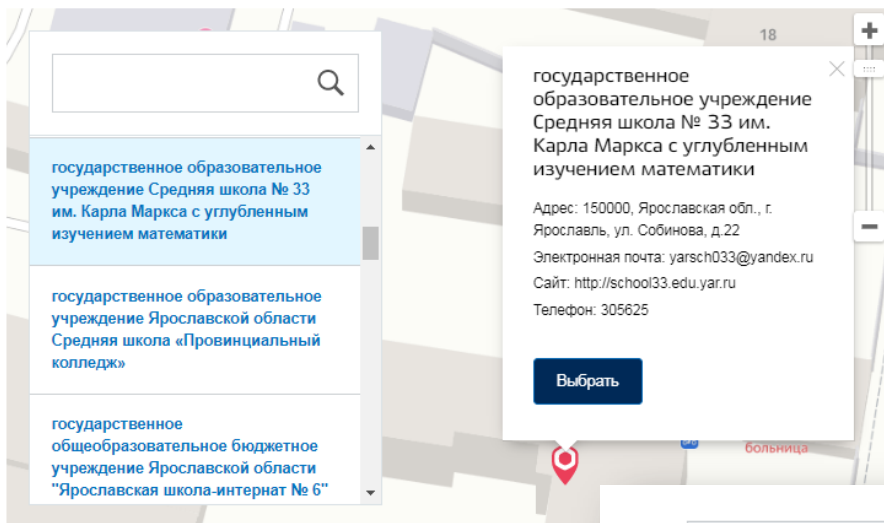 государственное образовательное
учреждение Средняя школа № 33
им. Карла Маркса с углубленным
изучением математики
государственное образовательное
учреждение Ярославской области
Средняя школа «Провинциальный
колледж»
государственное
общеобразовательное бюджетное
учреждение Ярославской области
"Ярославская школа-интернат № 6"
18
государственное
образовательное учреждение
Средняя школа № 33 им.
Карла Маркса с углубленным
изучением математики
Адрес: 150000, Ярославская обл., г.
Ярославль, ул. Собинова, д.22
Электронная почта: yarsch033@yandex.ru
Сайт: http://school33.edu.yar.ru
Телефон: 305625
Выбрать
больница